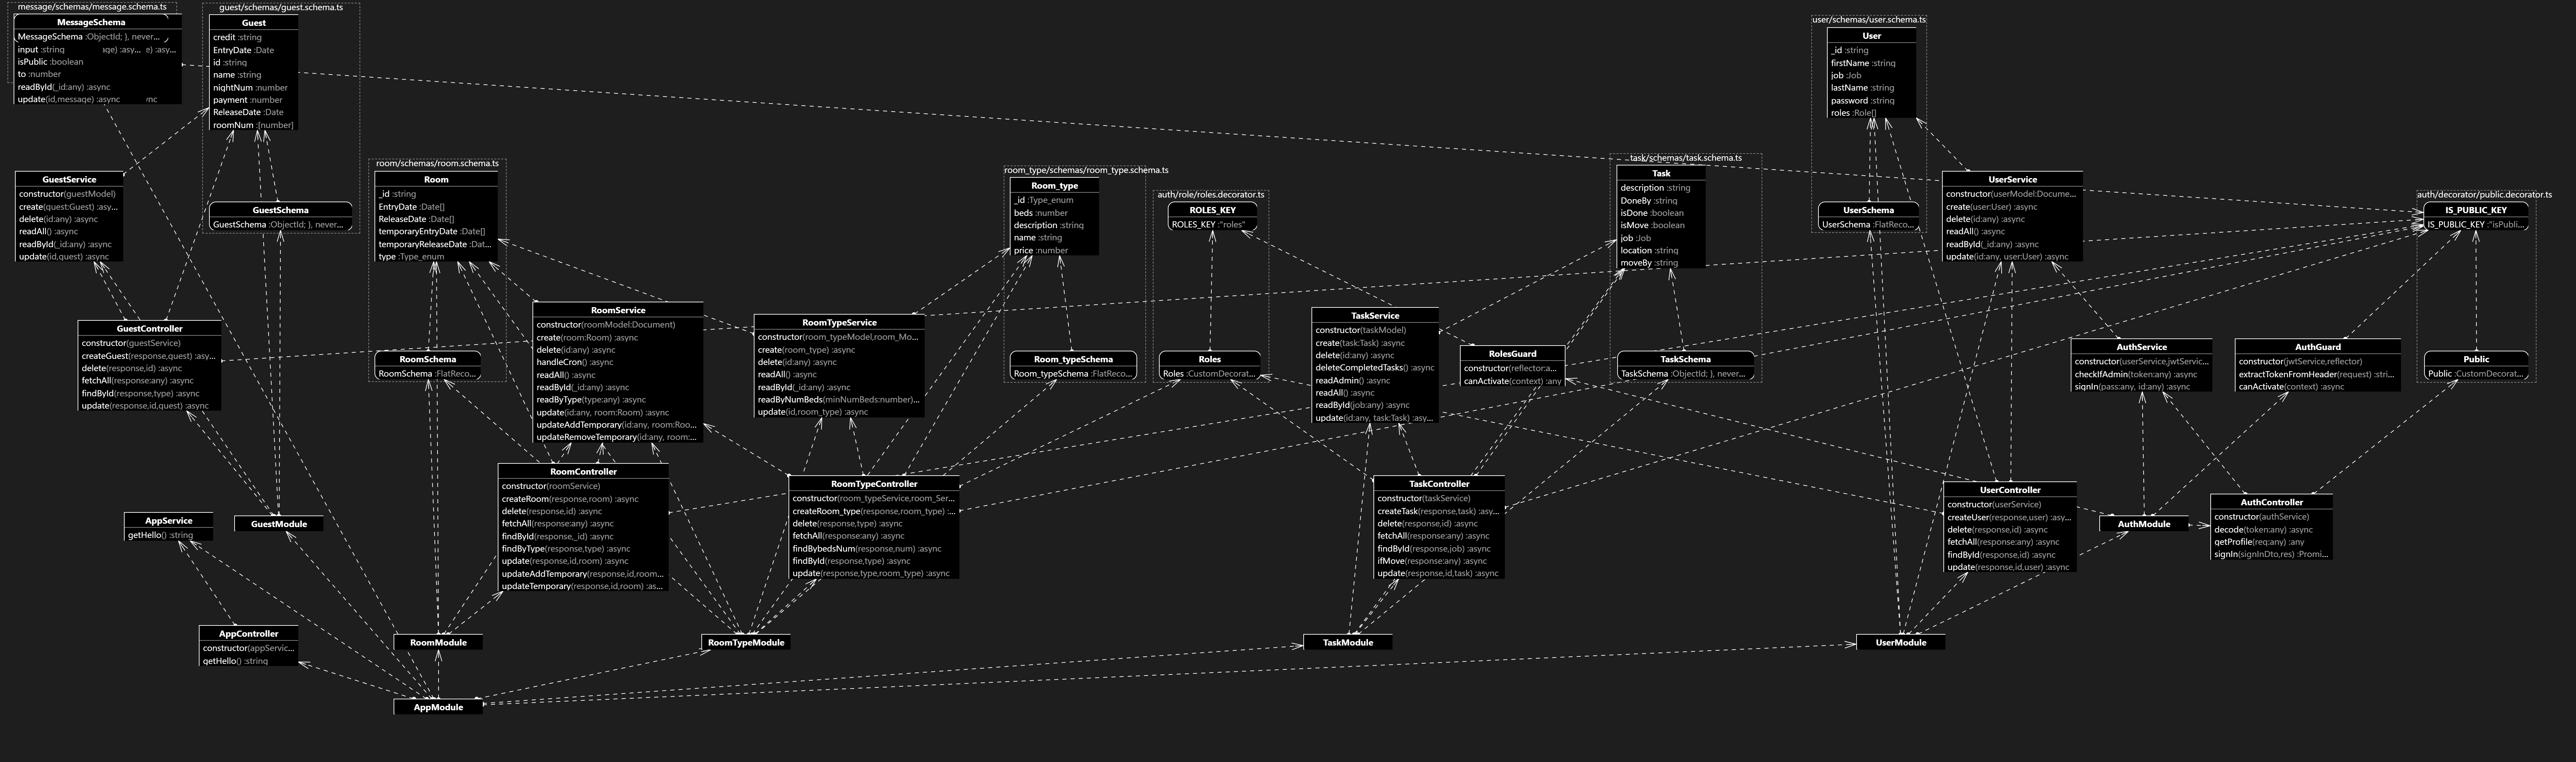 message/schemas/message.schema.ts
MessageSchema
MessageSchema :ObjectId; }, never...
input :string
age) :asy... e) :asy...
isPublic :boolean
to :number
readById(_id:any) :async
update(id,message) :async
guest/schemas/guest.schema.ts
Guest
credit :string
EntryDate :Date
id :string
name :string
nightNum :number
payment :number
ReleaseDate :Date
roomNum :[number]
GuestSchema
GuestSchema :ObjectId; }, never...
GuestService
constructor(guestModel)
create(guest:Guest) :asy...
delete(id:any) :async
readAll() :async
readById(_id:any) :async
update(id,guest) :async
GuestController
constructor(guestService)
createGuest(response,guest) :asy...
delete(response,id) :async
fetchAll(response:any) :async
findById(response,type) :async
update(response,id,guest) :async
AppService
getHello() :string
GuestModule
AppController
constructor(appServic...
getHello() :string
room/schemas/room.schema.ts
Room
_id :string
EntryDate :Date[]
ReleaseDate :Date[]
temporaryEntryDate :Date[]
temporaryReleaseDate :Dat...
type :Type_enum
RoomSchema
RoomSchema :FlatReco...
RoomService
constructor(roomModel:Document)
create(room:Room) :async
delete(id:any) :async
handleCron() :async
readAll() :async
readById(_id:any) :async
readByType(type:any) :async
update(id:any, room:Room) :async
updateAddTemporary(id:any, room:Roo...
updateRemoveTemporary(id:any, room:...
RoomController
constructor(roomService)
createRoom(response,room) :async
delete(response,id) :async
fetchAll(response:any) :async
findById(response,_id) :async
findByType(response,type) :async
update(response,id,room) :async
updateAddTemporary(response,id,room...
updateTemporary(response,id,room) :as...
RoomModule
AppModule
RoomTypeService
constructor(room_typeModel,room_Mo...
create(room_type) :async
delete(id:any) :async
readAll() :async
readById(_id:any) :async
readByNumBeds(minNumBeds:number)...
update(id,room_type) :async
RoomTypeController
constructor(room_typeService,room_Ser...
createRoom_type(response,room_type) :...
delete(response,type) :async
fetchAll(response:any) :async
findBybedsNum(response,num) :async
findById(response,type) :async
update(response,type,room_type) :async
RoomTypeModule
room_type/schemas/room_type.schema.ts
Room_type
_id :Type_enum
beds :number
description :string
name :string
price :number
Room_typeSchema
Room_typeSchema :FlatReco...
auth/role/roles.decorator.ts
ROLES_KEY
ROLES_KEY :"roles"
Roles
Roles :CustomDecorat...
TaskService
constructor(taskModel)
create(task:Task) :async
delete(id:any) :async
deleteCompletedTasks() :async
readAdmin() :async
readAll() :async
readById(job:any) :async
update(id:any, task:Task) :asy...
RolesGuard
constructor(reflector:a...
canActivate(context) :any
TaskController
constructor(taskService)
createTask(response,task) :asy...
delete(response,id) :async
fetchAll(response:any) :async
findById(response,job) :async
ifMove(response:any) :async
update(response,id,task) :async
TaskModule
task/schemas/task.schema.ts
Task
description :string
DoneBy :string
isDone :boolean
isMove :boolean
job :Job
location :string
moveBy :string
TaskSchema
TaskSchema :ObjectId; }, never...
user/schemas/user.schema.ts
User
_id :string
firstName :string
job :Job
lastName :string
password :string
roles :Role[]
UserSchema
UserSchema :FlatReco...
UserService
constructor(userModel:Docume...
create(user:User) :async
delete(id:any) :async
readAll() :async
readById(_id:any) :async
update(id:any, user:User) :async
UserController
constructor(userService)
createUser(response,user) :asy...
delete(response,id) :async
fetchAll(response:any) :async
findById(response,id) :async
update(response,id,user) :async
UserModule
AuthService
constructor(userService,jwtServic...
checkIfAdmin(token:any) :async
signIn(pass:any, id:any) :async
AuthGuard
constructor(jwtService,reflector)
extractTokenFromHeader(request) :stri...
canActivate(context) :async
AuthModule
AuthController
constructor(authService)
decode(token:any) :async
getProfile(req:any) :any
signIn(signInDto,res) :Promi...
auth/decorator/public.decorator.ts
IS_PUBLIC_KEY
IS_PUBLIC_KEY :"isPubli...
Public
Public :CustomDecorat...